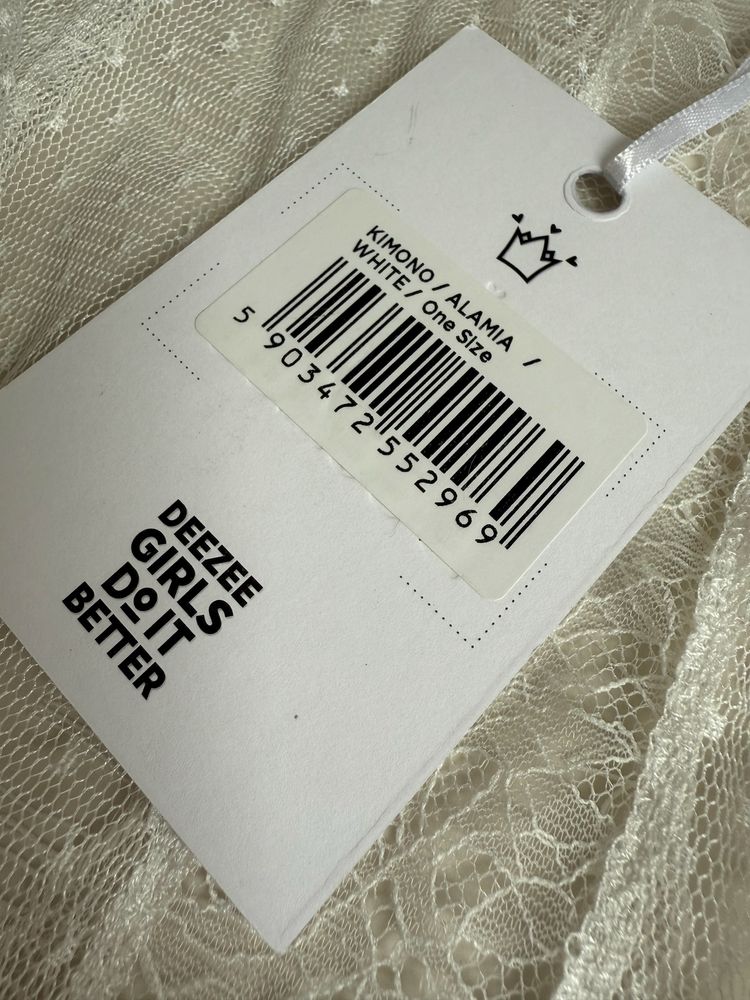 KIMONO / ALAMIA /
WHITE / One Size
5 903472 552969
DEEZEE
GIRLS
DO IT
BETTER